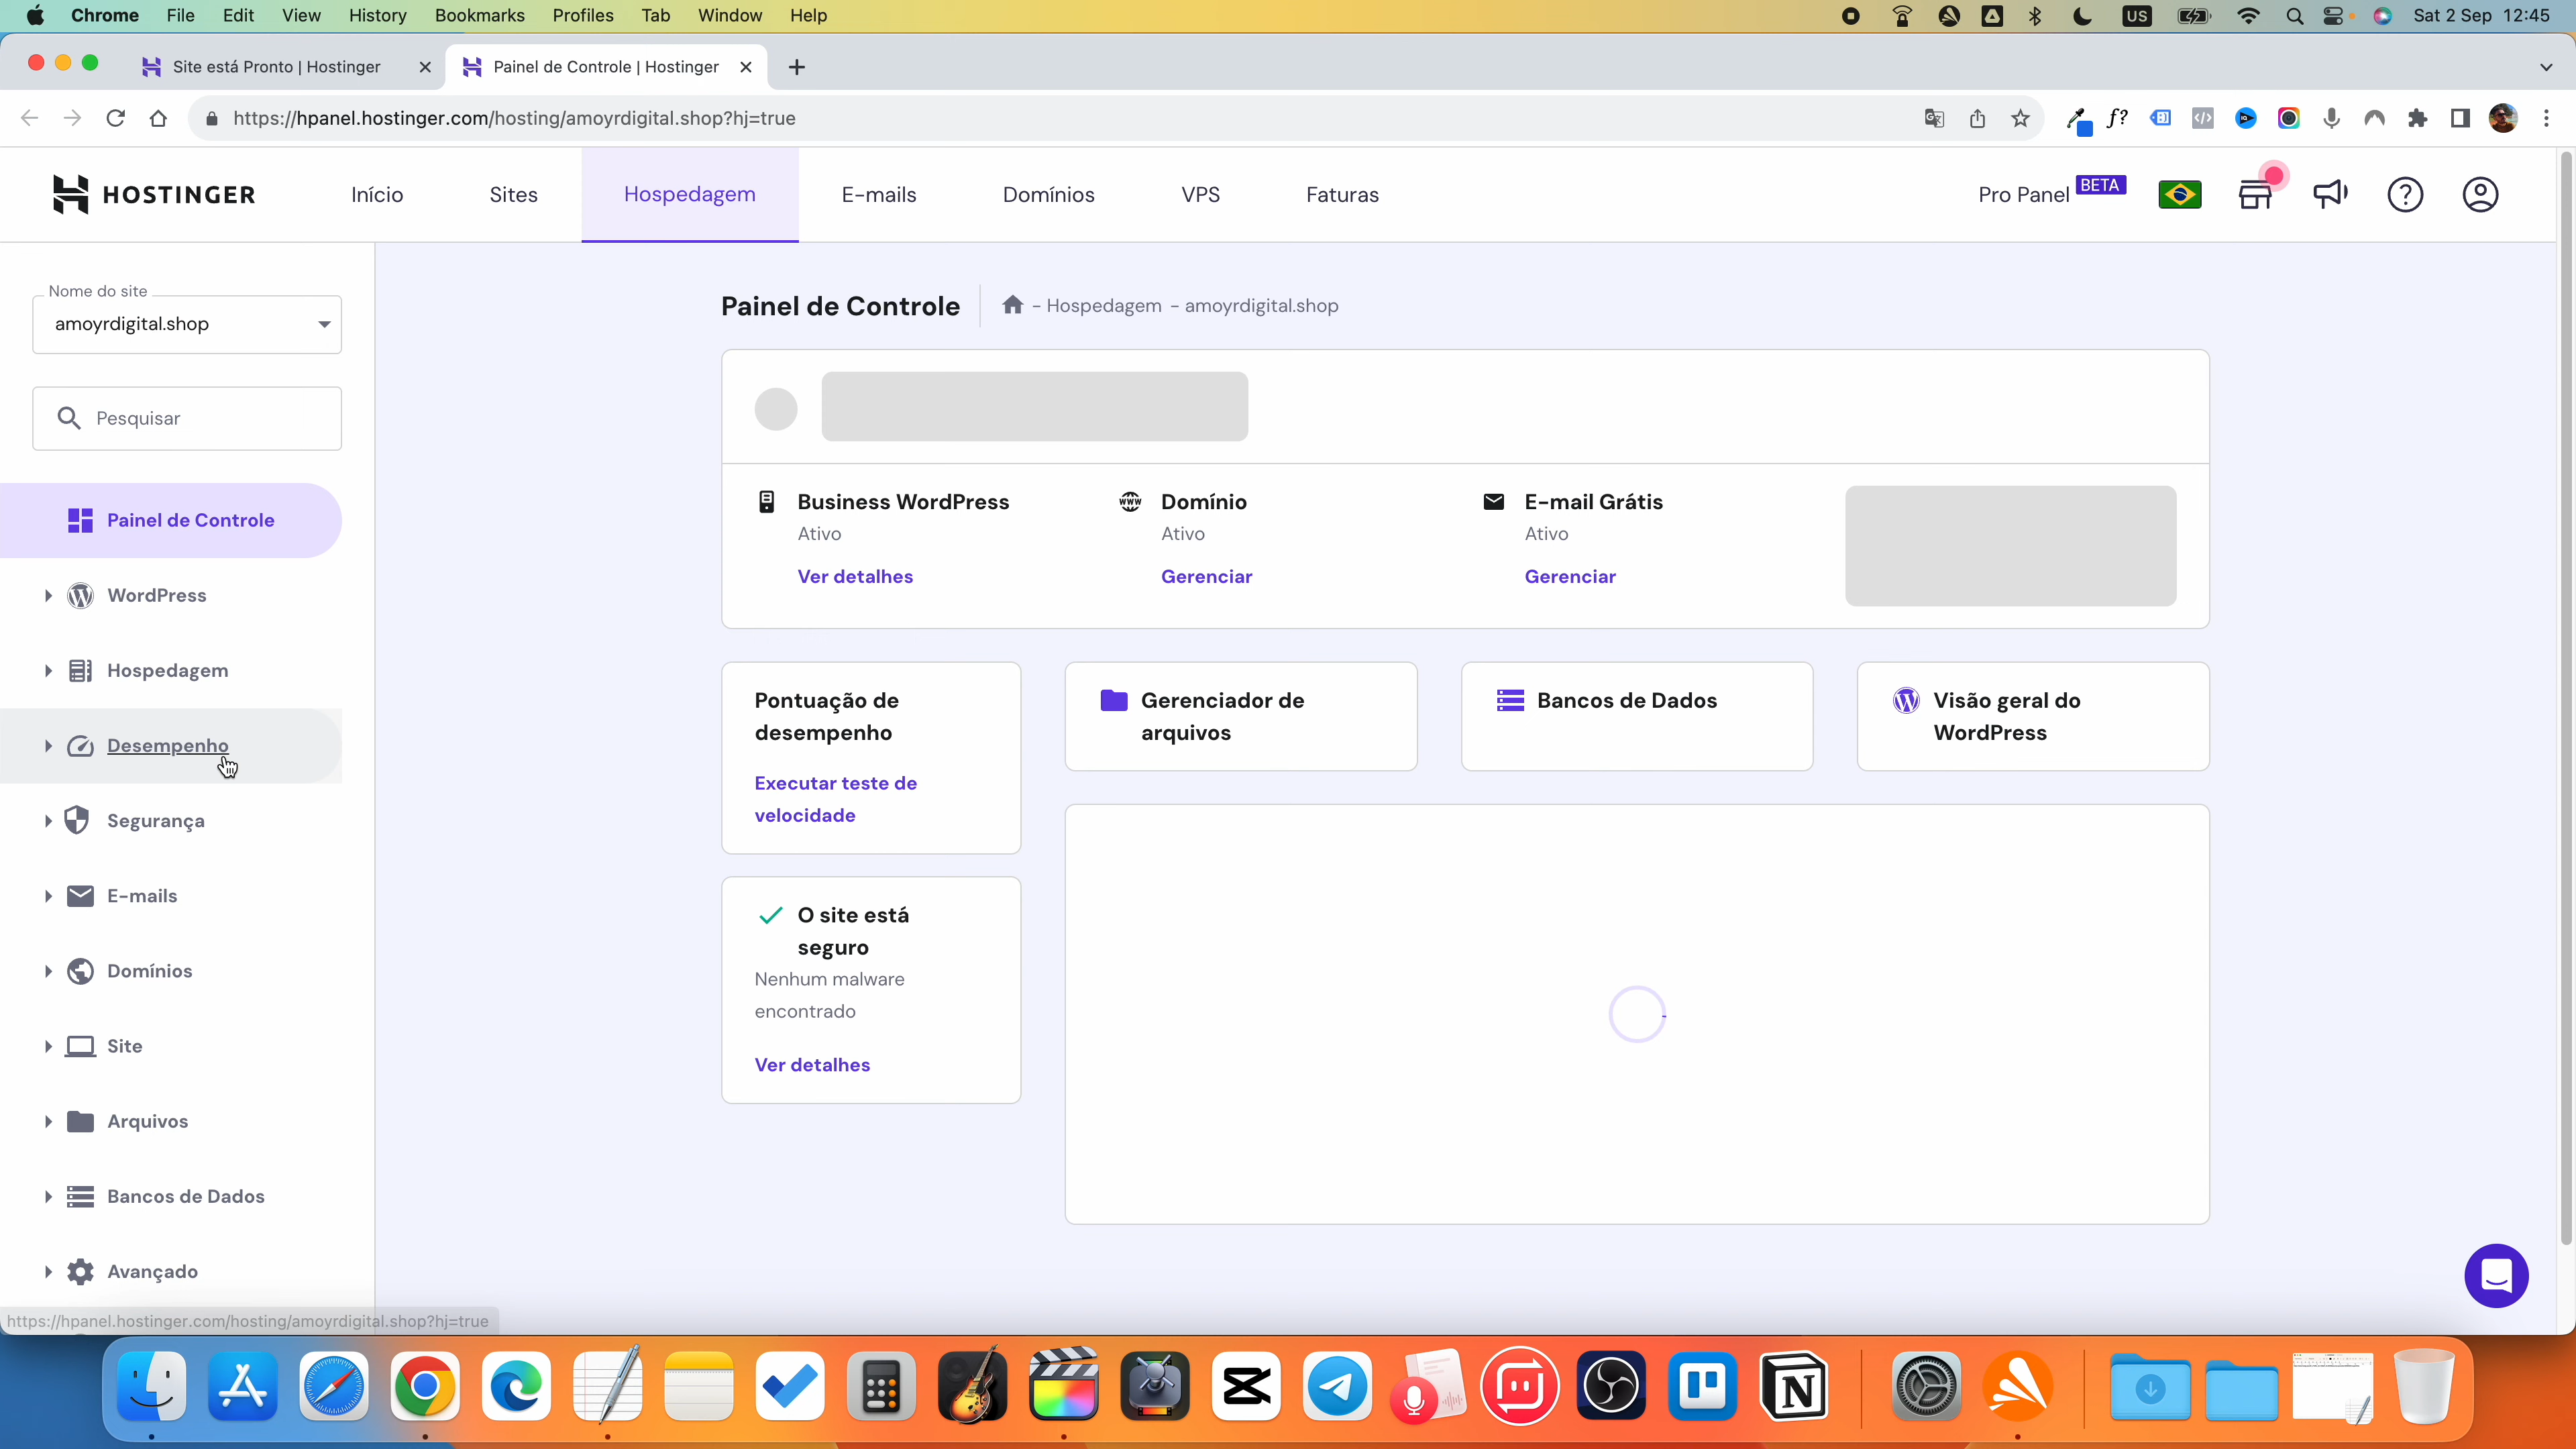 Chrome File Edit View History Bookmarks Profiles Tab Window Help
US Sat 2 Sep 12:45
Site está Pronto | Hostinger
Painel de Controle | Hostinger
https://hpanel.hostinger.com/hosting/amoyrdigital.shop?hj=true
f?
HOSTINGER
Início
Sites
Hospedagem
E-mails
Domínios
VPS
Faturas
Pro Panel BETA
Nome do site
amoyrdigital.shop
Pesquisar
Painel de Controle
WordPress
Hospedagem
Desempenho
Segurança
E-mails
Domínios
Site
Arquivos
Bancos de Dados
Avançado
Painel de Controle
- Hospedagem - amoyrdigital.shop
Business WordPress
Ativo
Ver detalhes
www
Domínio
Ativo
Gerenciar
E-mail Grátis
Ativo
Gerenciar
Pontuação de
desempenho
Executar teste de
velocidade
Gerenciador de
arquivos
Bancos de Dados
Visão geral do
WordPress
O site está
seguro
Nenhum malware
encontrado
Ver detalhes
https://hpanel.hostinger.com/hosting/amoyrdigital.shop?hj=true